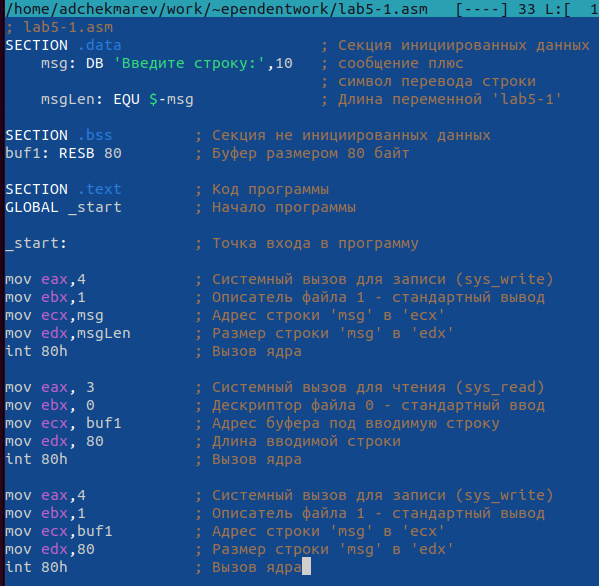 /home/adchekmarev/work/~ependentwork/lab5-1.asm   [----] 33 L:[  1
; lab5-1.asm
SECTION .data                      ; Секция инициированных данных
    msg: DB 'Введите строку:',10   ; сообщение плюс
                                   ; символ перевода строки
    msgLen: EQU $-msg              ; Длина переменной 'lab5-1'
SECTION .bss         ; Секция не инициированных данных
buf1: RESB 80        ; Буфер размером 80 байт
SECTION .text        ; Код программы
GLOBAL _start        ; Начало программы
_start:              ; Точка входа в программу
mov eax,4            ; Системный вызов для записи (sys_write)
mov ebx,1            ; Описатель файла 1 - стандартный вывод
mov ecx,msg          ; Адрес строки 'msg' в 'ecx'
mov edx,msgLen       ; Размер строки 'msg' в 'edx'
int 80h              ; Вызов ядра
mov eax, 3           ; Системный вызов для чтения (sys_read)
mov ebx, 0           ; Дескриптор файла 0 - стандартный ввод
mov ecx, buf1        ; Адрес буфера под вводимую строку
mov edx, 80          ; Длина вводимой строки
int 80h              ; Вызов ядра
mov eax,4            ; Системный вызов для записи (sys_write)
mov ebx,1            ; Описатель файла 1 - стандартный вывод
mov ecx,buf1         ; Адрес строки 'msg' в 'ecx'
mov edx,80           ; Размер строки 'msg' в 'edx'
int 80h              ; Вызов ядра